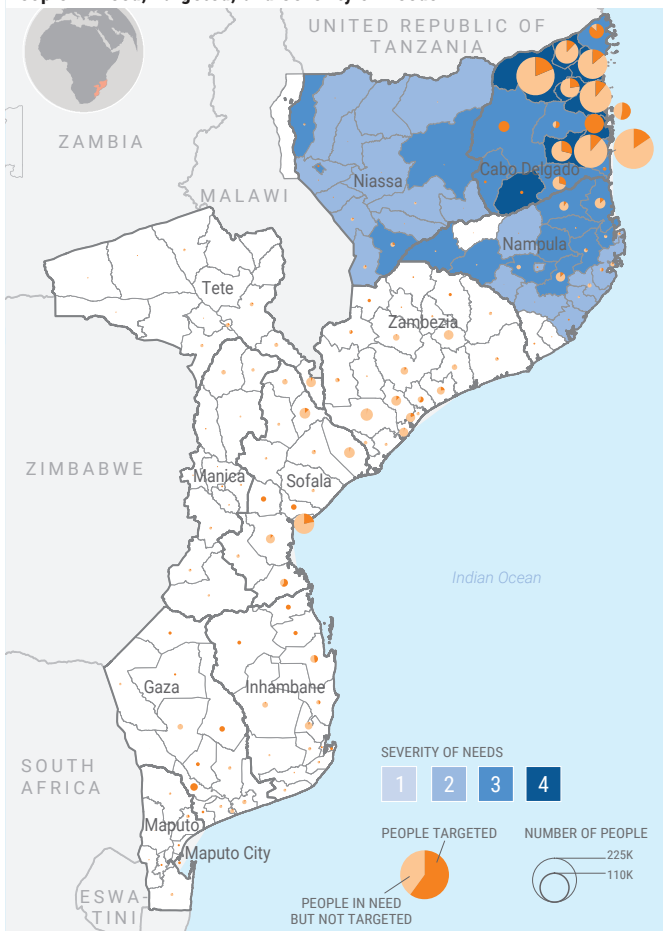 UNITED REPUBLIC OF
TANZANIA
ZAMBIA
MALAWI
Niassa
Cabo Delgado
Nampula
Tete
Zambezia
ZIMBABWE
Manica
Sofala
Indian Ocean
Gaza
Inhambane
SOUTH
AFRICA
Maputo
Maputo City
ESWA-
TINI
SEVERITY OF NEEDS
1 2 3 4
PEOPLE TARGETED
PEOPLE IN NEED
BUT NOT TARGETED
NUMBER OF PEOPLE
225K
110K